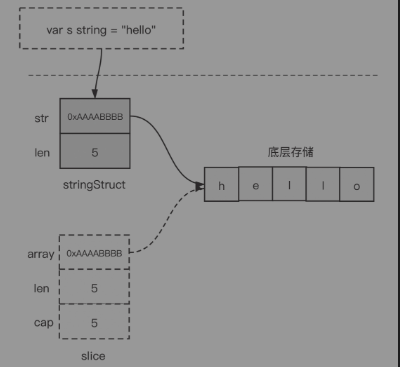 var s string = "hello"
str 0xAAAABBBB
len 5
stringStruct
底层存储
h e l l o
array 0xAAAABBBB
len 5
cap 5
slice